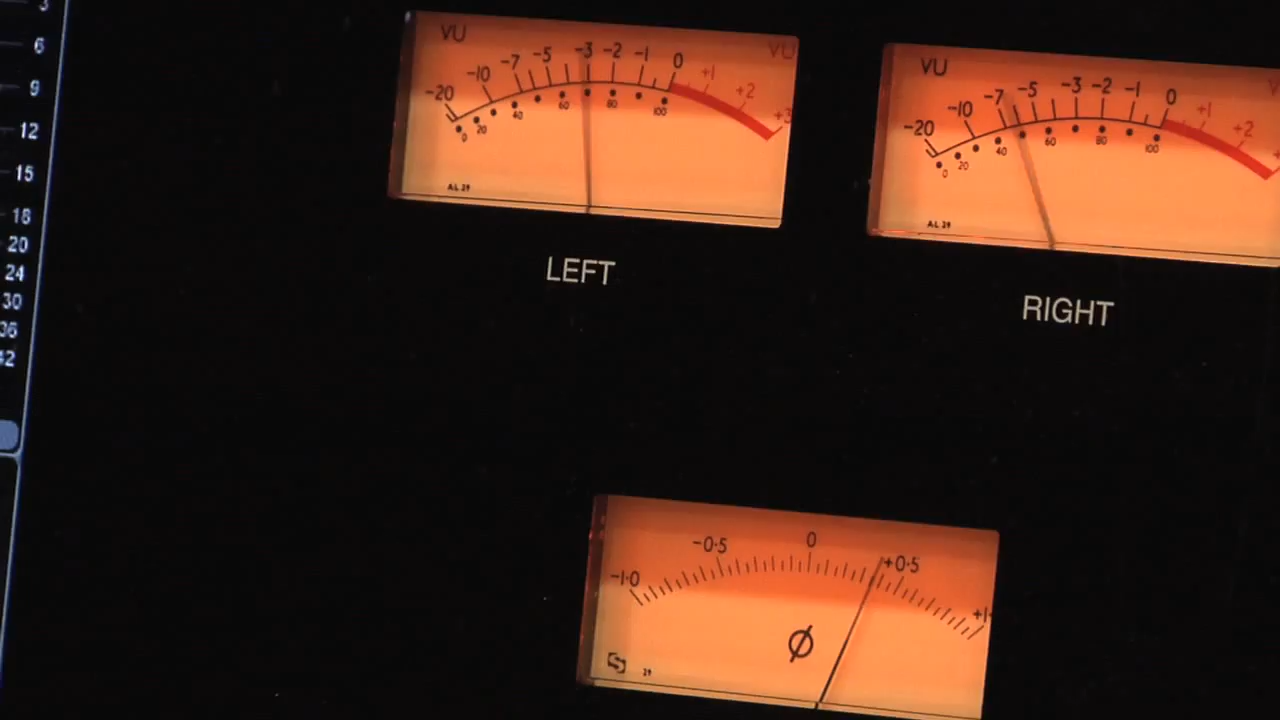 3
6
9
12
15
18
20
24
30
36
42
VU VU
-20 -10 -7 -5 -3 -2 -1 0 +1 +2 +3
0 20 40 60 80 100
AL 29
LEFT
VU
-20 -10 -7 -5 -3 -2 -1 0 +1 +2
0 20 40 60 80 100
AL 29
RIGHT
-1·0 -0·5 0 +0·5 +1
ϕ
29